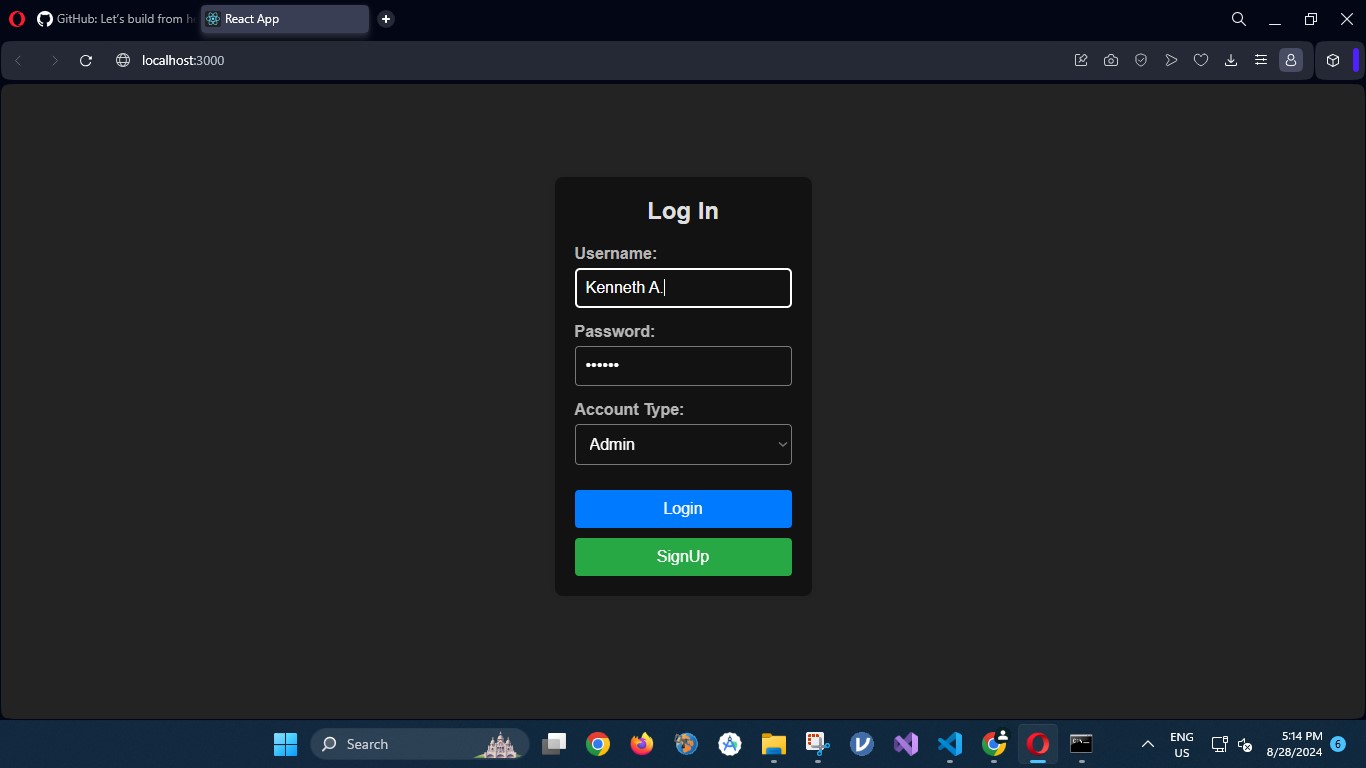 GitHub: Let's build from h
React App
localhost:3000
Log In
Username:
Kenneth A.
Password:
••••••
Account Type:
Admin
Login
SignUp
Search
ENG
US
5:14 PM
8/28/2024
6